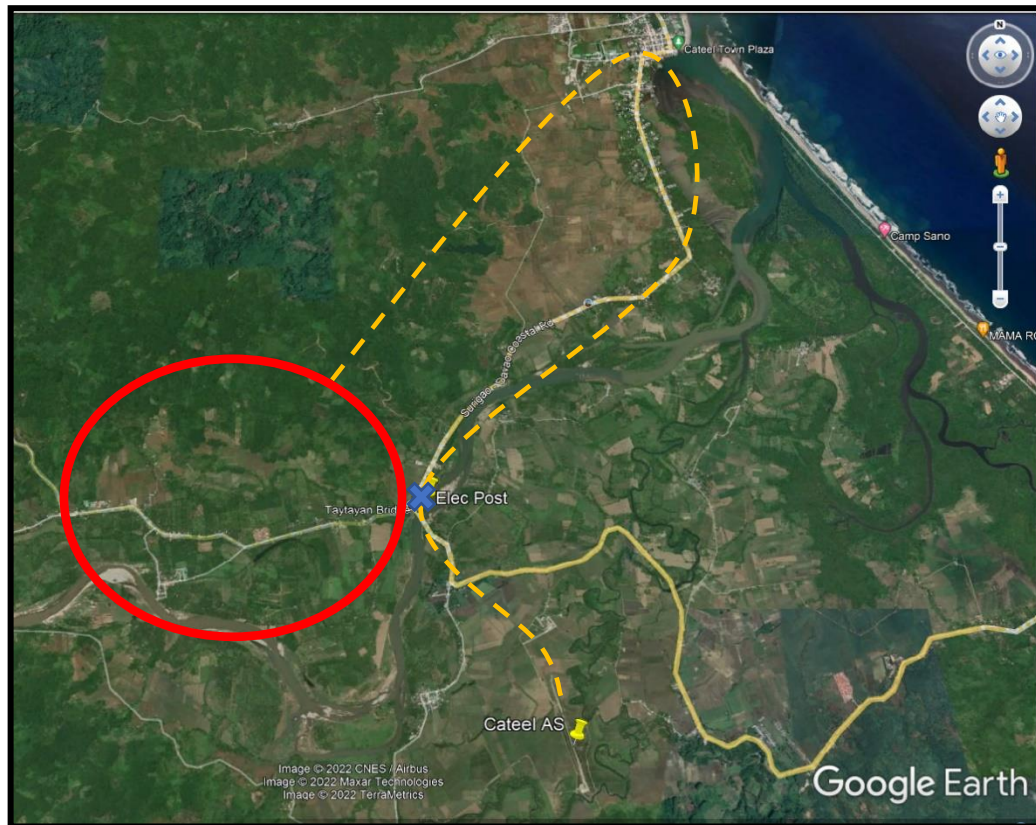 N
Cateel Town Plaza
Camp Sano
MAMA RO
Surigao - Davao Coastal Rd
Elec Post
Taytayan Bridge
Cateel AS
Image © 2022 CNES / Airbus
Image © 2022 Maxar Technologies
Image © 2022 TerraMetrics
Google Earth